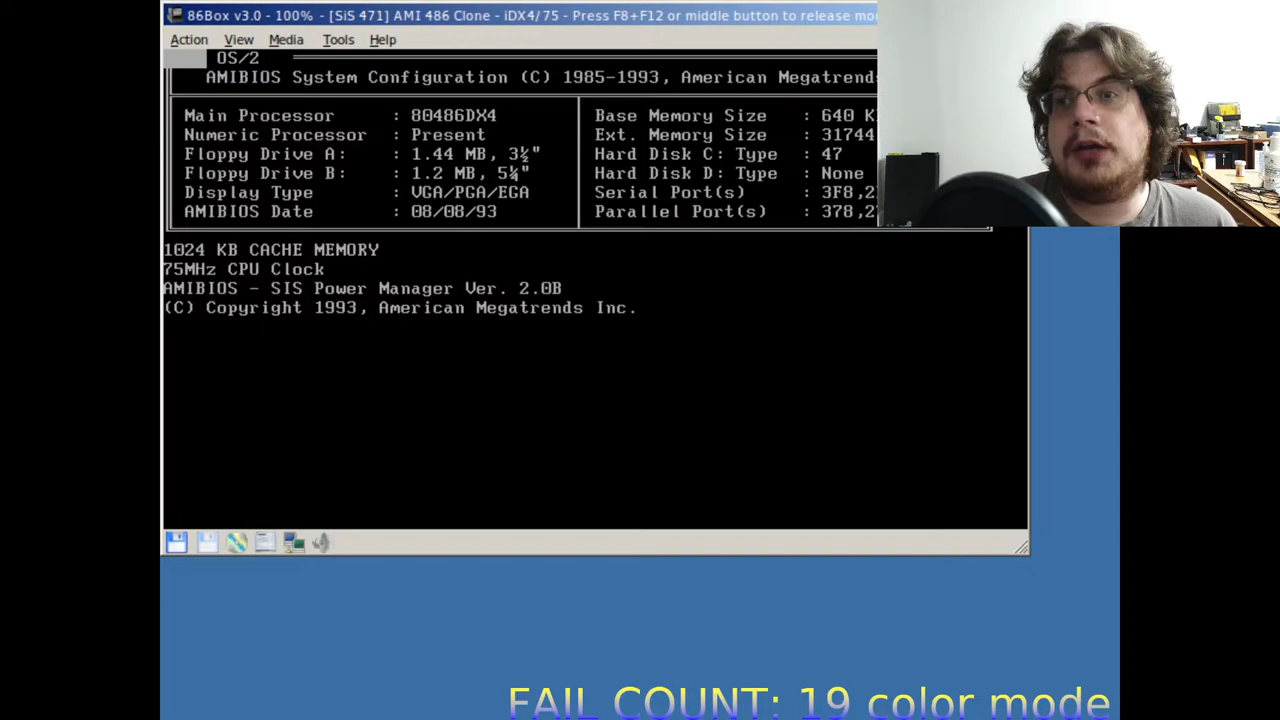 86Box v3.0 - 100% - [SiS 471] AMI 486 Clone - iDX4/75 - Press F8+F12 or middle button to release mo
Action View Media Tools Help
OS/2
AMIBIOS System Configuration (C) 1985-1993, American Megatrends
Main Processor : 80486DX4 Base Memory Size : 640 K
Numeric Processor : Present Ext. Memory Size : 31744
Floppy Drive A: : 1.44 MB, 3½" Hard Disk C: Type : 47
Floppy Drive B: : 1.2 MB, 5¼" Hard Disk D: Type : None
Display Type : VGA/PGA/EGA Serial Port(s) : 3F8,2
AMIBIOS Date : 08/08/93 Parallel Port(s) : 378,2
1024 KB CACHE MEMORY
75MHz CPU Clock
AMIBIOS - SIS Power Manager Ver. 2.0B
(C) Copyright 1993, American Megatrends Inc.
FAIL COUNT: 19 color mode